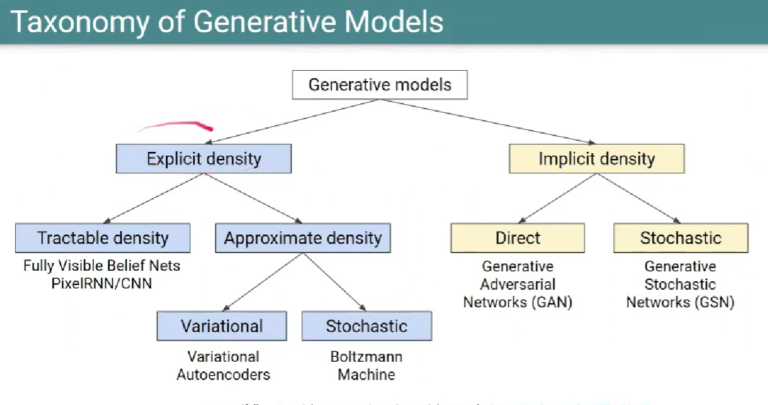 Taxonomy of Generative Models
Generative models
Explicit density
Implicit density
Tractable density
Approximate density
Direct
Stochastic
Fully Visible Belief Nets
PixelRNN/CNN
Generative
Adversarial
Networks (GAN)
Generative
Stochastic
Networks (GSN)
Variational
Stochastic
Variational
Autoencoders
Boltzmann
Machine